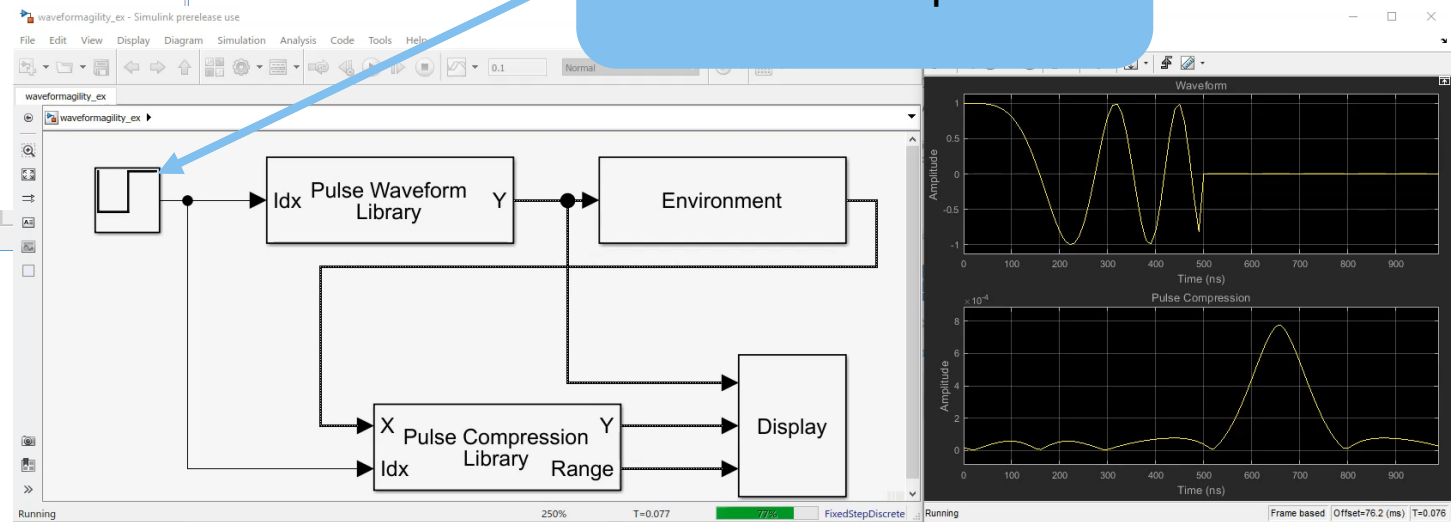 waveformagility_ex - Simulink prerelease use
File Edit View Display Diagram Simulation Analysis Code Tools Help
0.1 Normal
waveformagility_ex
waveformagility_ex
Idx Pulse Waveform Library Y
Environment
X Pulse Compression Library Y
Idx Range
Display
Running 250% T=0.077 77% FixedStepDiscrete
Waveform
Amplitude
1
0.5
0
-0.5
-1
0 100 200 300 400 500 600 700 800 900
Time (ns)
Pulse Compression
×10⁻⁴
Amplitude
8
6
4
2
0
0 100 200 300 400 500 600 700 800 900
Time (ns)
Running Frame based Offset=76.2 (ms) T=0.076